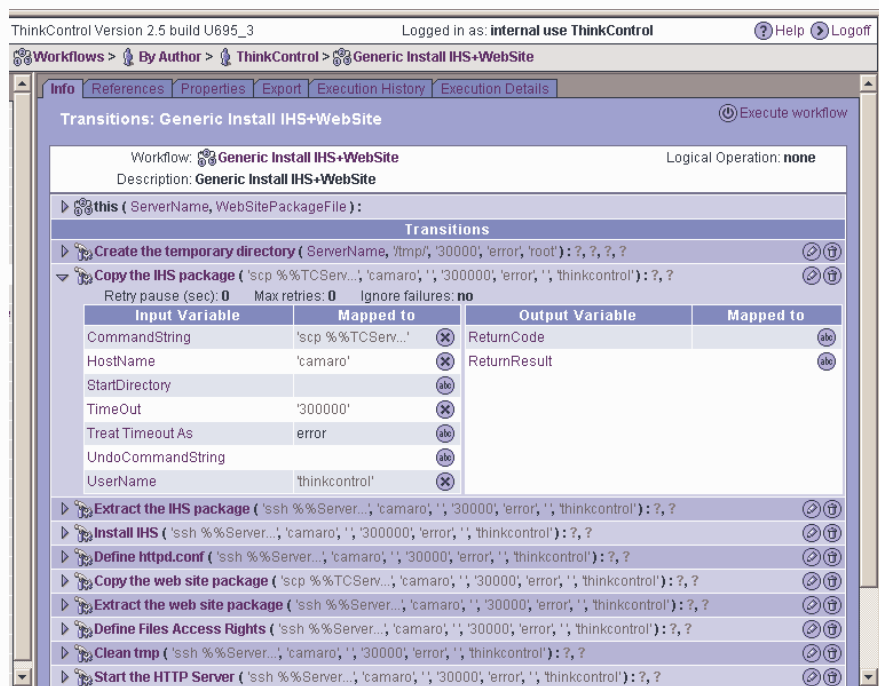 ThinkControl Version 2.5 build U695_3 Logged in as: internal use ThinkControl Help Logoff
Workflows > By Author > ThinkControl > Generic Install IHS+WebSite
Info References Properties Export Execution History Execution Details
Transitions: Generic Install IHS+WebSite Execute workflow
Workflow: Generic Install IHS+WebSite Logical Operation: none
Description: Generic Install IHS+WebSite
this ( ServerName, WebSitePackageFile ) :
Transitions
Create the temporary directory ( ServerName, '/tmp/', '30000', 'error', 'root' ) : ?, ?, ?, ?
Copy the IHS package ( 'scp %%TCServ...', 'camaro', ' ', '300000', 'error', ' ', 'thinkcontrol' ) : ?, ?
Retry pause (sec): 0 Max retries: 0 Ignore failures: no
Input Variable Mapped to Output Variable Mapped to
CommandString 'scp %%TCServ...' ReturnCode abc
HostName 'camaro' ReturnResult abc
StartDirectory abc
TimeOut '300000'
Treat Timeout As error abc
UndoCommandString abc
UserName 'thinkcontrol'
Extract the IHS package ( 'ssh %%Server...', 'camaro', ' ', '30000', 'error', ' ', 'thinkcontrol' ) : ?, ?
Install IHS ( 'ssh %%Server...', 'camaro', ' ', '300000', 'error', ' ', 'thinkcontrol' ) : ?, ?
Define httpd.conf ( 'ssh %%Server...', 'camaro', ' ', '30000', 'error', ' ', 'thinkcontrol' ) : ?, ?
Copy the web site package ( 'scp %%TCServ...', 'camaro', ' ', '30000', 'error', ' ', 'thinkcontrol' ) : ?, ?
Extract the web site package ( 'ssh %%Server...', 'camaro', ' ', '30000', 'error', ' ', 'thinkcontrol' ) : ?, ?
Define Files Access Rights ( 'ssh %%Server...', 'camaro', ' ', '30000', 'error', ' ', 'thinkcontrol' ) : ?, ?
Clean tmp ( 'ssh %%Server...', 'camaro', ' ', '30000', 'error', ' ', 'thinkcontrol' ) : ?, ?
Start the HTTP Server ( 'ssh %%Server...', 'camaro', ' ', '30000', 'error', ' ', 'thinkcontrol' ) : ?, ?